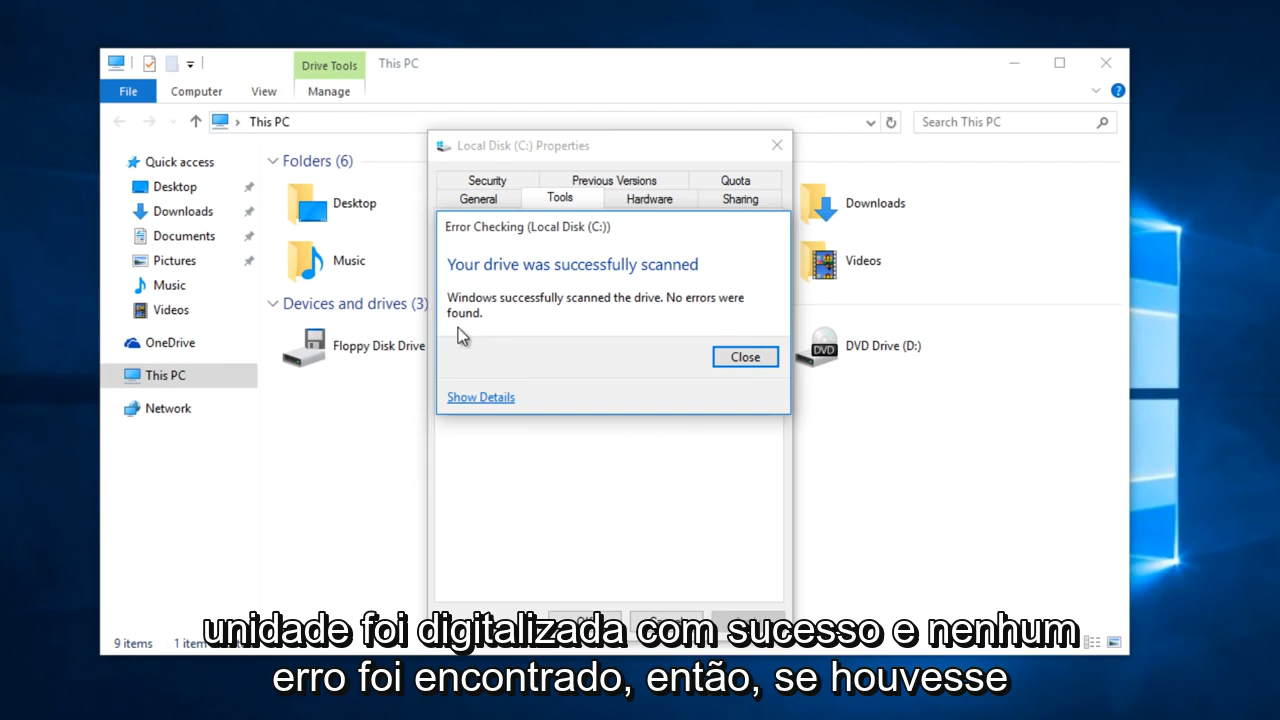 Drive Tools
This PC
File
Computer
View
Manage
This PC
Search This PC
Quick access
Desktop
Downloads
Documents
Pictures
Music
Videos
OneDrive
This PC
Network
Folders (6)
Desktop
Music
Devices and drives (3)
Floppy Disk Drive
Downloads
Videos
DVD
DVD Drive (D:)
Local Disk (C:) Properties
Security
Previous Versions
Quota
General
Tools
Hardware
Sharing
Error Checking (Local Disk (C:))
Your drive was successfully scanned
Windows successfully scanned the drive. No errors were
found.
Close
Show Details
9 items
unidade foi digitalizada com sucesso e nenhum
erro foi encontrado, então, se houvesse